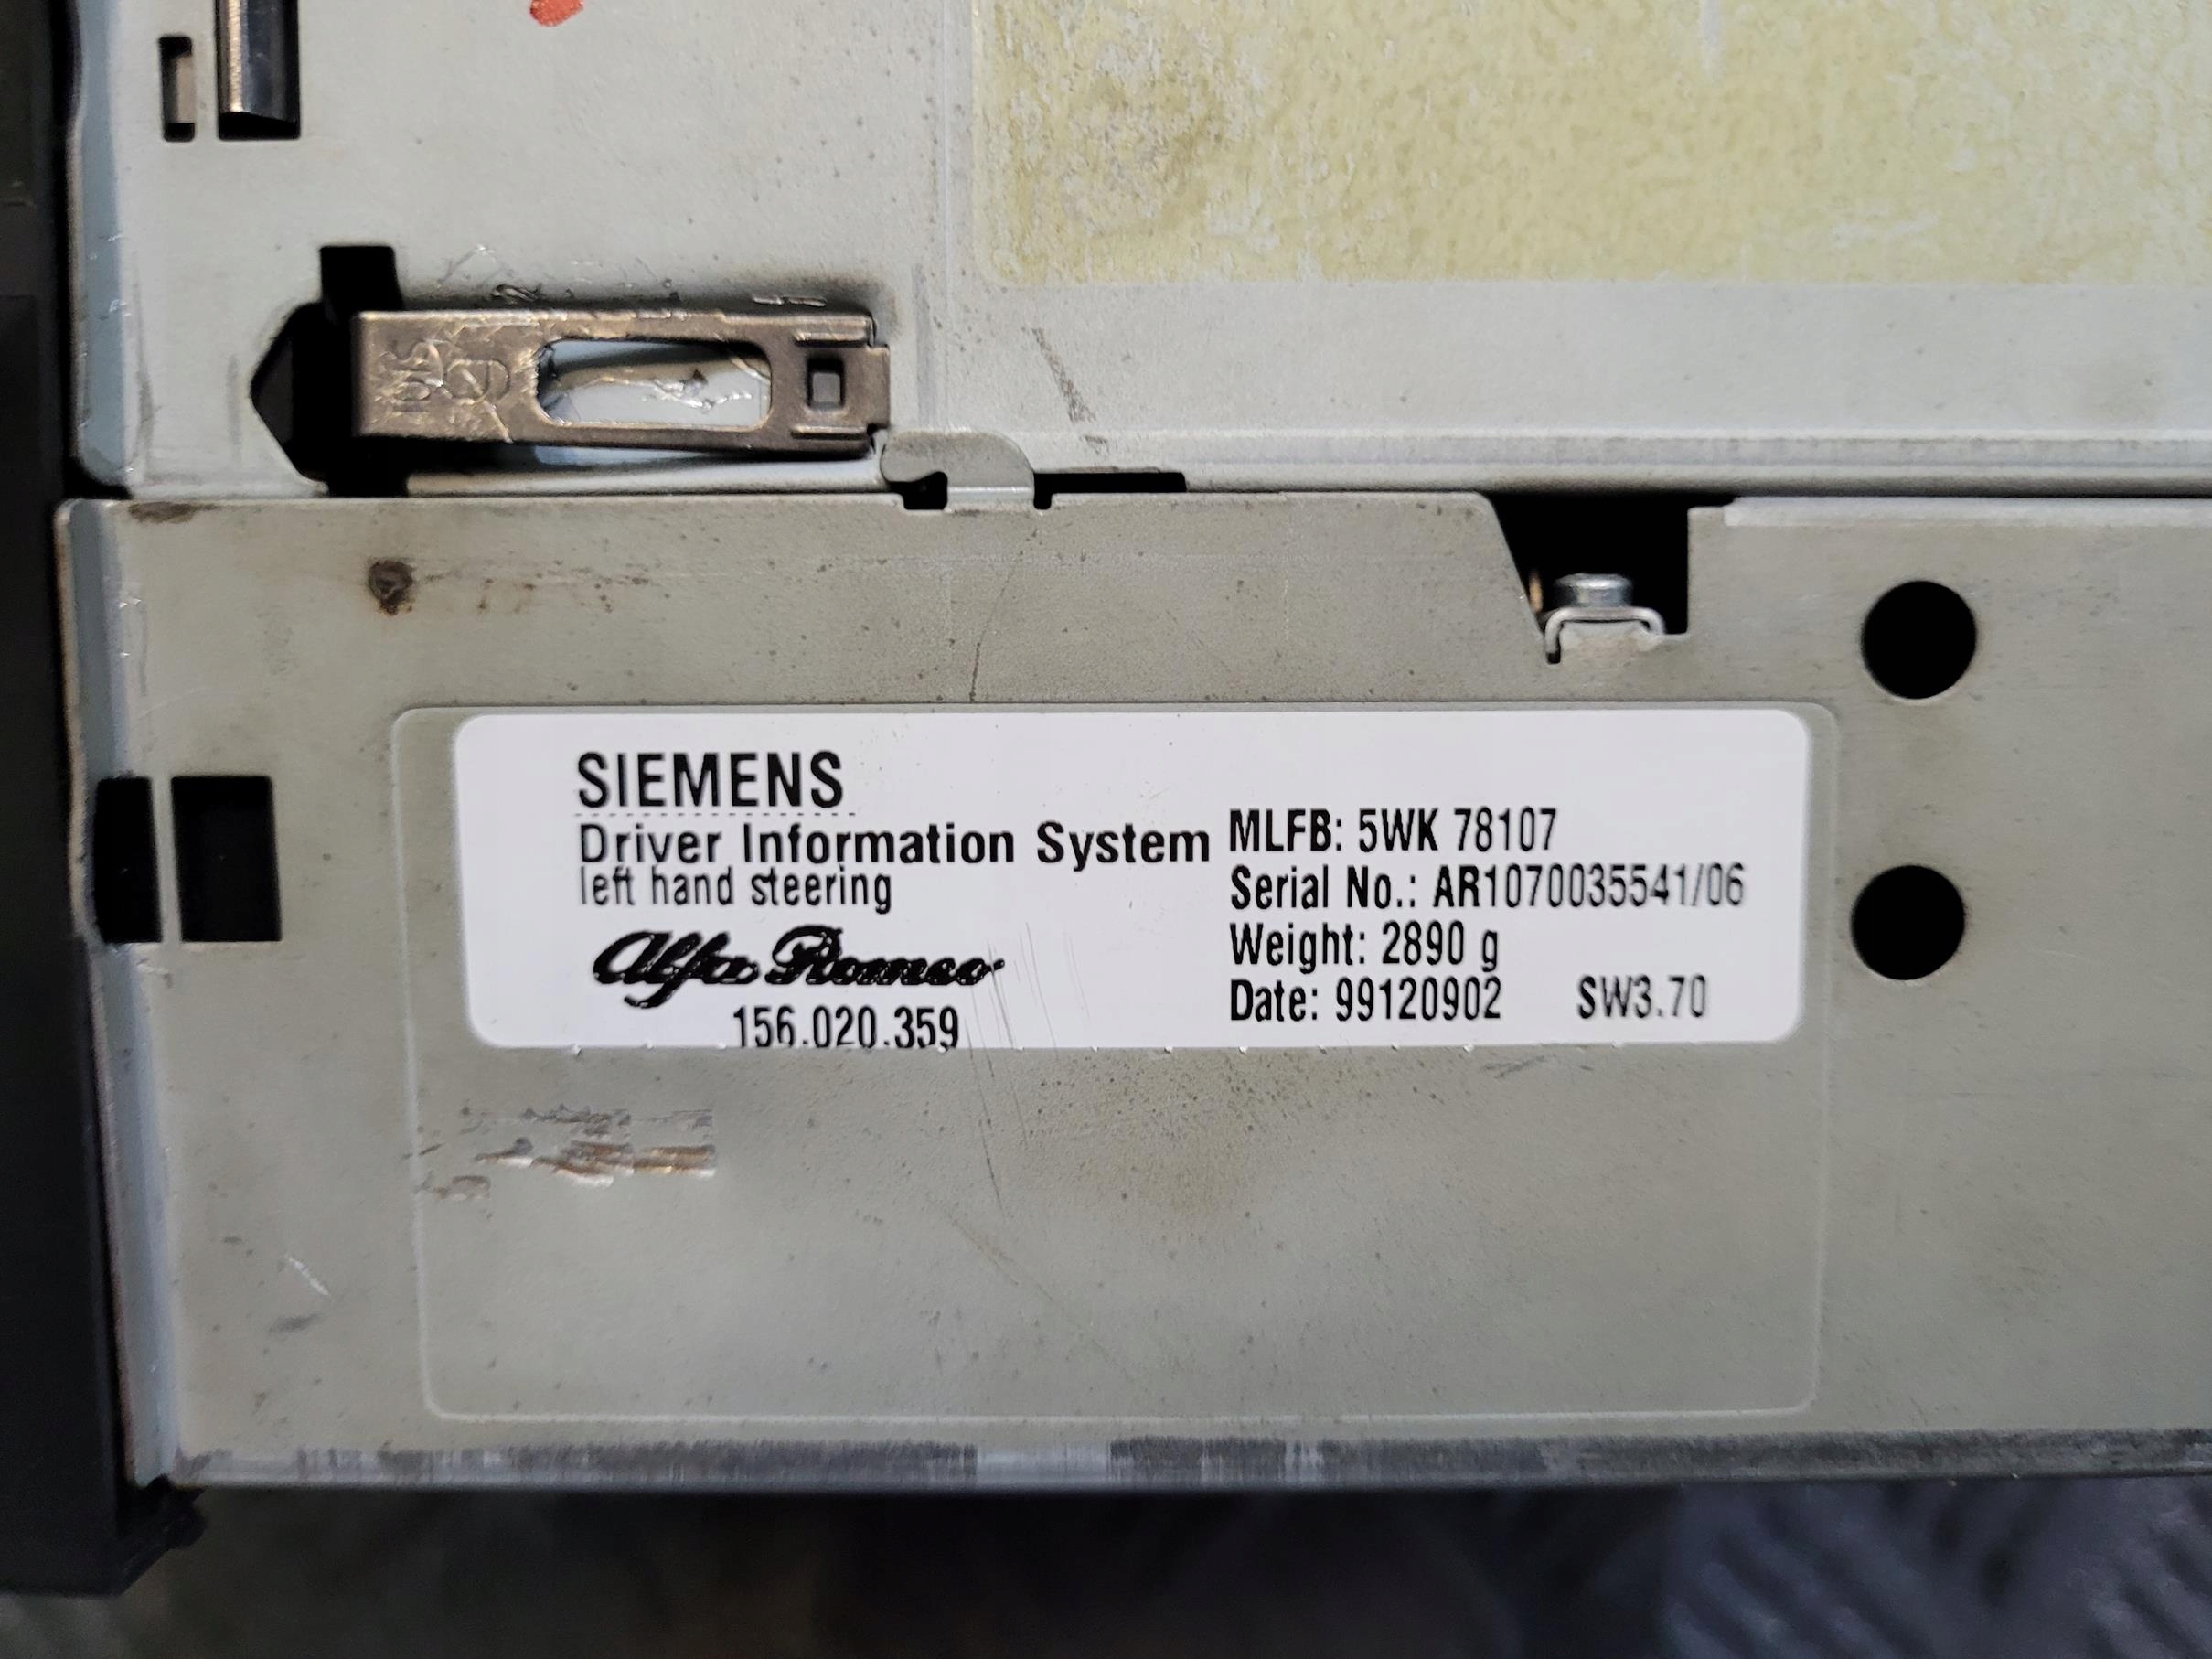 SIEMENS
Driver Information System
left hand steering
Alfa Romeo
156.020.359
MLFB: 5WK 78107
Serial No.: AR1070035541/06
Weight: 2890 g
Date: 99120902 SW3.70